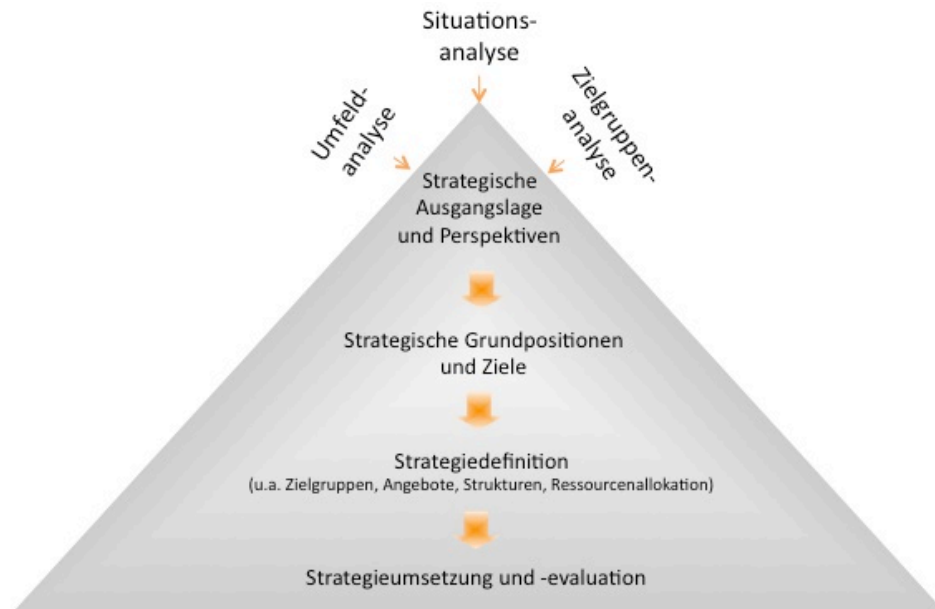 Situations-
analyse
Umfeld-
analyse
Zielgruppen-
analyse
Strategische
Ausgangslage
und Perspektiven
Strategische Grundpositionen
und Ziele
Strategiedefinition
(u.a. Zielgruppen, Angebote, Strukturen, Ressourcenallokation)
Strategieumsetzung und -evaluation